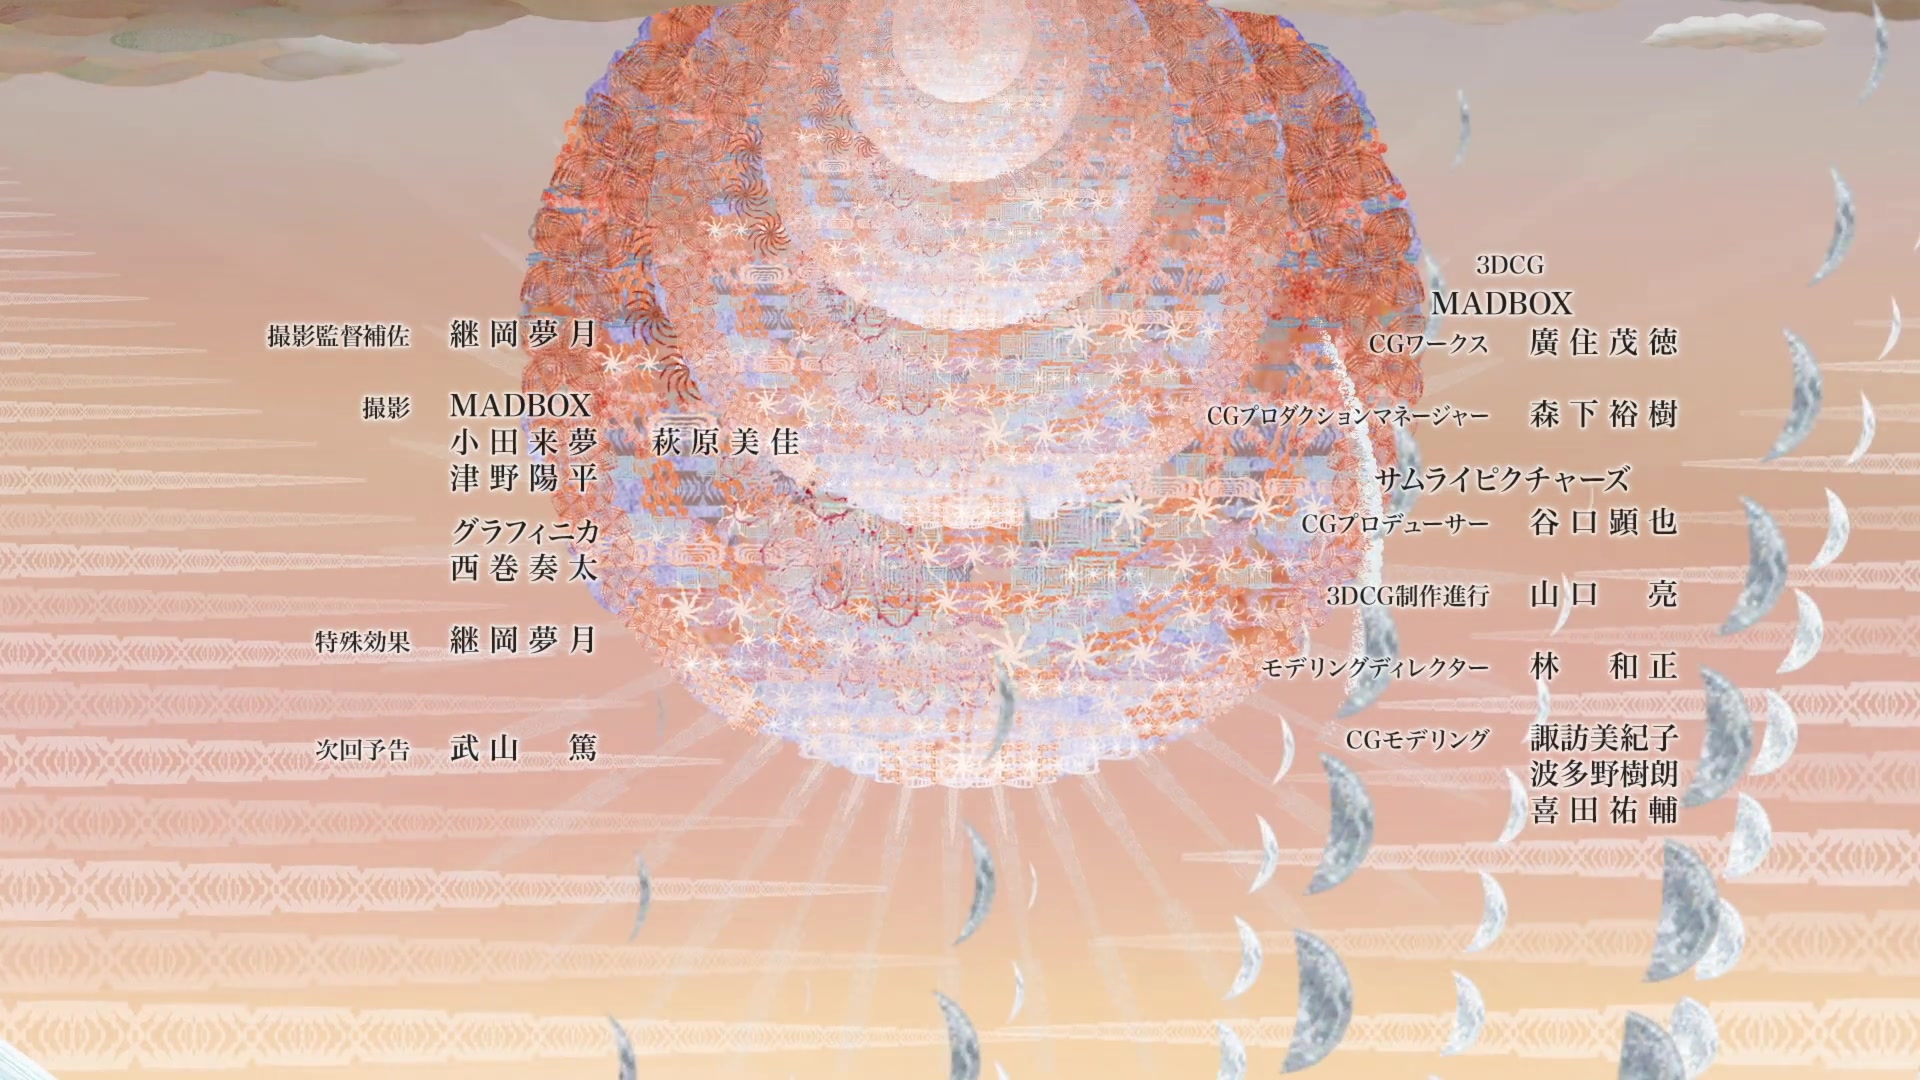 撮影監督補佐 継岡夢月
撮影 MADBOX
小田来夢 萩原美佳
津野陽平
グラフィニカ
西巻奏太
特殊効果 継岡夢月
次回予告 武山 篤
3DCG
MADBOX
CGワークス 廣住茂徳
CGプロダクションマネージャー 森下裕樹
サムライピクチャーズ
CGプロデューサー 谷口顕也
3DCG制作進行 山口 亮
モデリングディレクター 林 和正
CGモデリング 諏訪美紀子
波多野樹朗
喜田祐輔